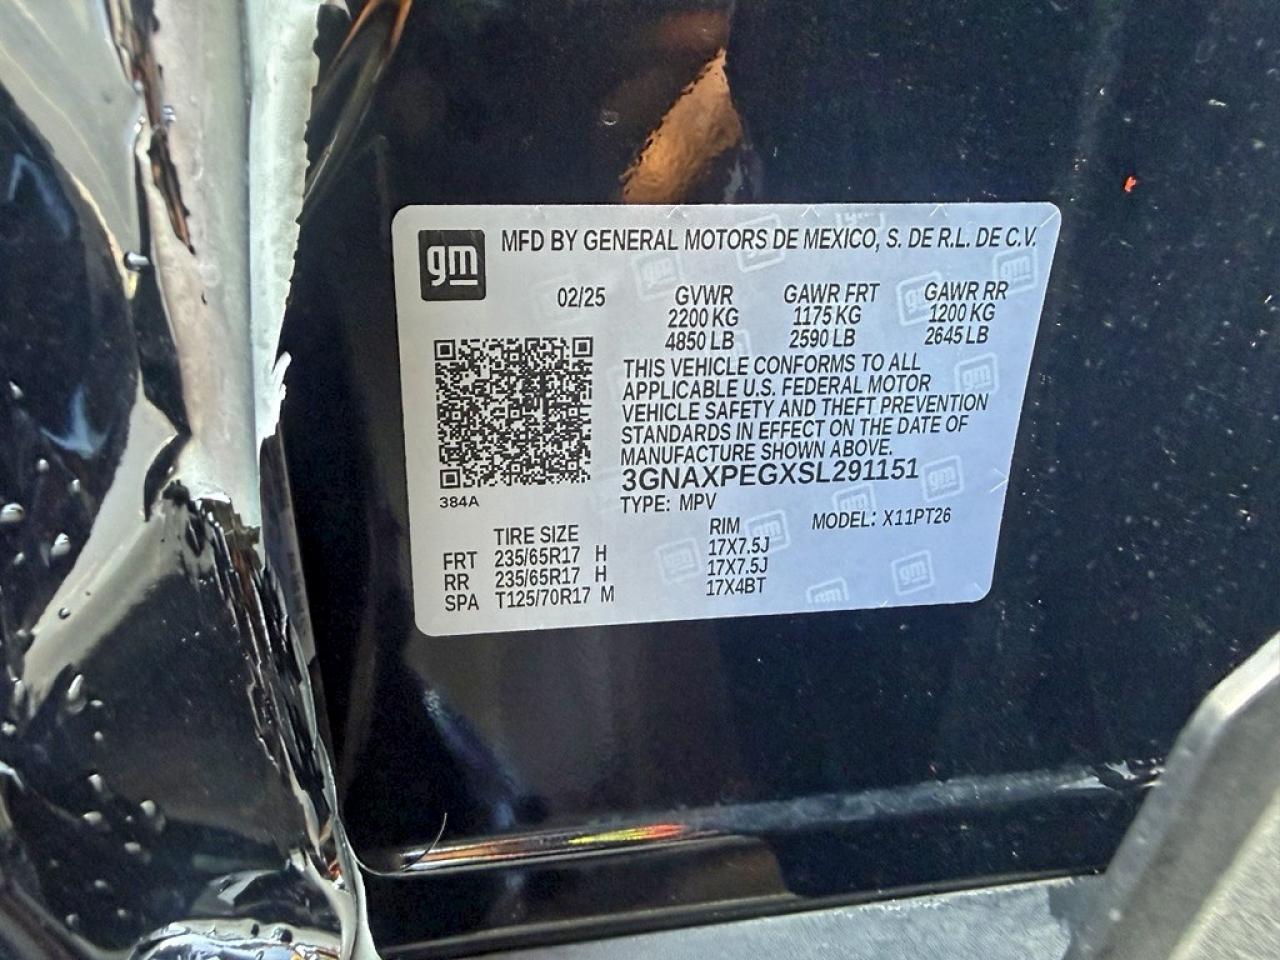 gm MFD BY GENERAL MOTORS DE MEXICO, S. DE R.L. DE C.V.
02/25 GVWR GAWR FRT GAWR RR
2200 KG 1175 KG 1200 KG
4850 LB 2590 LB 2645 LB
THIS VEHICLE CONFORMS TO ALL
APPLICABLE U.S. FEDERAL MOTOR
VEHICLE SAFETY AND THEFT PREVENTION
STANDARDS IN EFFECT ON THE DATE OF
MANUFACTURE SHOWN ABOVE.
3GNAXPEGXSL291151
384A TYPE: MPV
TIRE SIZE RIM MODEL: X11PT26
FRT 235/65R17 H 17X7.5J
RR 235/65R17 H 17X7.5J
SPA T125/70R17 M 17X4BT